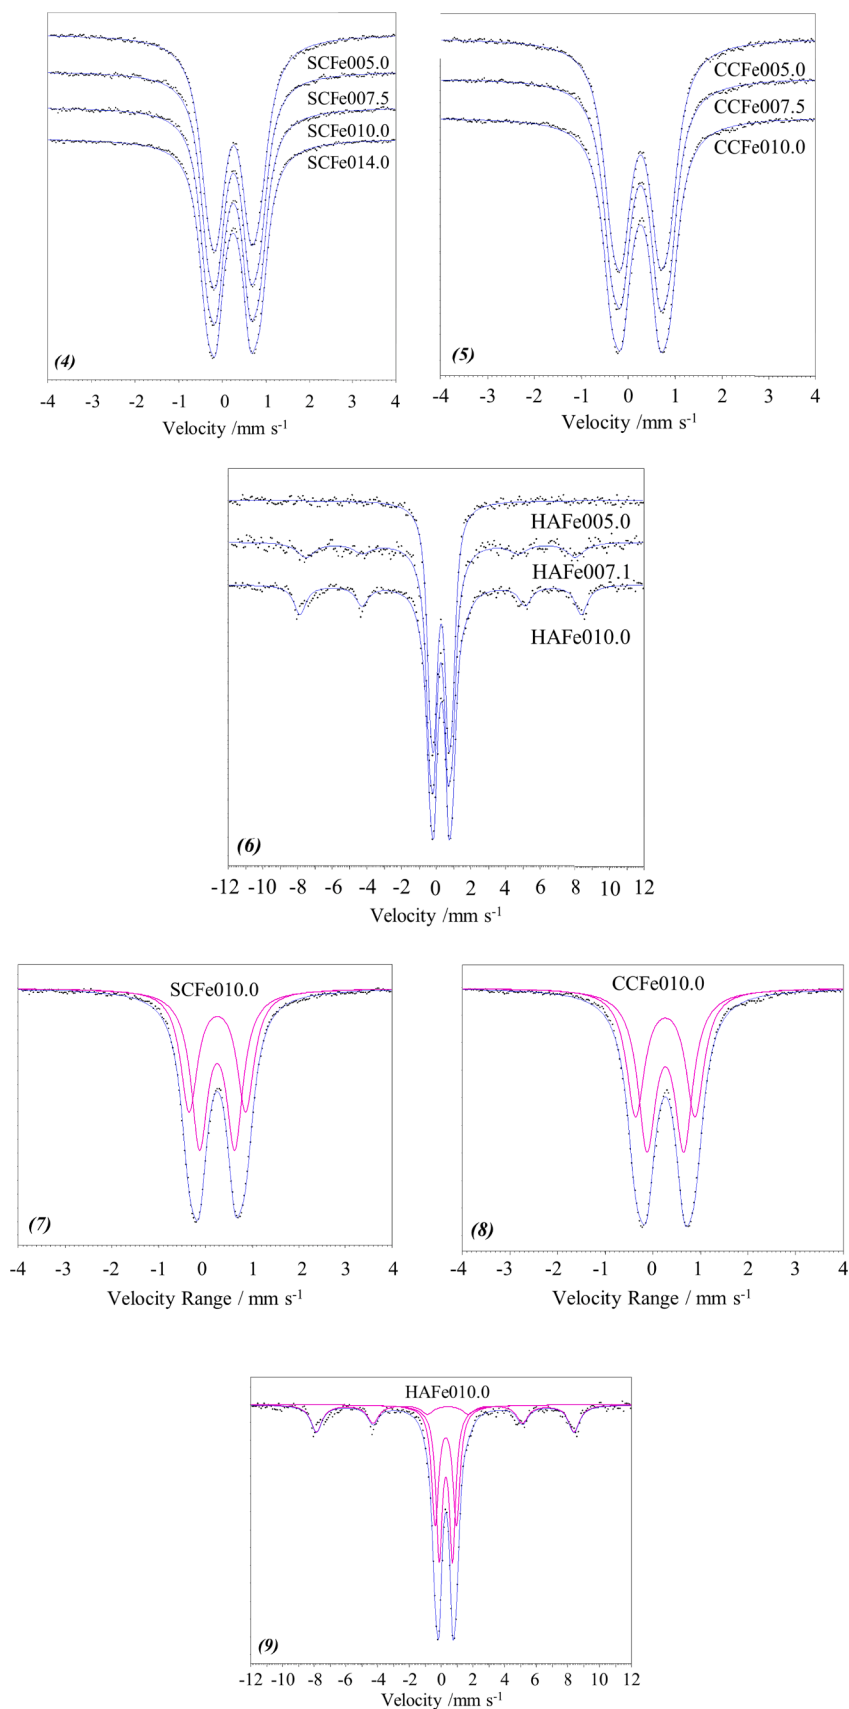 SCFe005.0
SCFe007.5
SCFe010.0
SCFe014.0
(4)
-4 -3 -2 -1 0 1 2 3 4
Velocity /mm s-1
CCFe005.0
CCFe007.5
CCFe010.0
(5)
-4 -3 -2 -1 0 1 2 3 4
Velocity /mm s-1
HAFe005.0
HAFe007.1
HAFe010.0
(6)
-12 -10 -8 -6 -4 -2 0 2 4 6 8 10 12
Velocity /mm s-1
SCFe010.0
(7)
-4 -3 -2 -1 0 1 2 3 4
Velocity Range / mm s-1
CCFe010.0
(8)
-4 -3 -2 -1 0 1 2 3 4
Velocity Range / mm s-1
HAFe010.0
(9)
-12 -10 -8 -6 -4 -2 0 2 4 6 8 10 12
Velocity /mm s-1